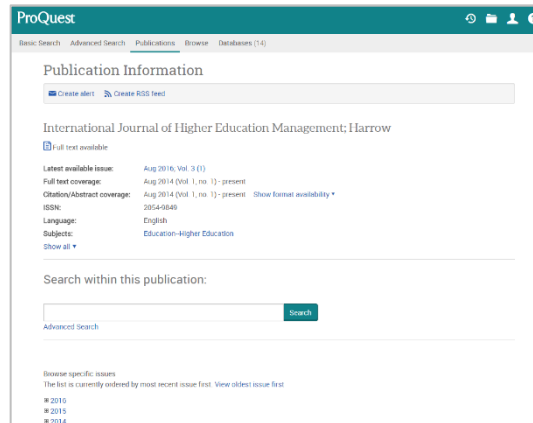 ProQuest
Basic Search Advanced Search Publications Browse Databases (14)
Publication Information
Create alert Create RSS feed
International Journal of Higher Education Management; Harrow
Full text available
Latest available issue: Aug 2016; Vol. 3 (1)
Full text coverage: Aug 2014 (Vol. 1, no. 1) - present
Citation/Abstract coverage: Aug 2014 (Vol. 1, no. 1) - present Show format availability
ISSN: 2054-9849
Language: English
Subjects: Education--Higher Education
Show all
Search within this publication:
Search
Advanced Search
Browse specific issues
The list is currently ordered by most recent issue first. View oldest issue first
2016
2015
2014